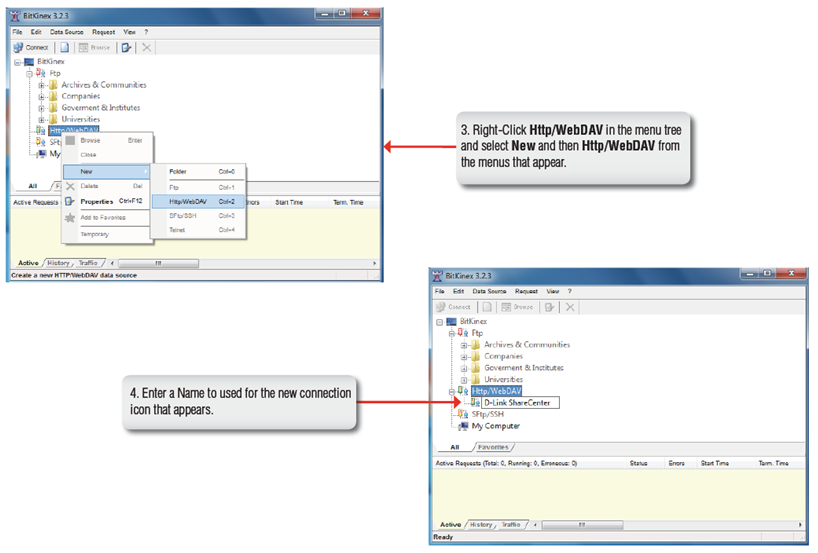 BitKinex 3.2.3
File Edit Data Source Request View ?
Connect Browse
BitKinex
Ftp
Archives & Communities
Companies
Goverment & Institutes
Universities
Http/WebDAV
SFt
My
Browse Enter
Close
New
Delete Del
Properties Ctrl+F12
Add to Favorites
Temporary
Folder Ctrl+0
Ftp Ctrl+1
Http/WebDAV Ctrl+2
SFtp/SSH Ctrl+3
Telnet Ctrl+4
All F
Active Requests Errors Start Time Term. Time
Active History Traffic
Create a new HTTP/WebDAV data source
3. Right-Click Http/WebDAV in the menu tree
and select New and then Http/WebDAV from
the menus that appear.
BitKinex 3.2.3
File Edit Data Source Request View ?
Connect Browse
BitKinex
Ftp
Archives & Communities
Companies
Goverment & Institutes
Universities
Http/WebDAV
D-Link ShareCenter
SFtp/SSH
My Computer
All Favorites
Active Requests (Total: 0, Running: 0, Erroneous: 0) Status Errors Start Time Term. Time
Active History Traffic
Ready
4. Enter a Name to used for the new connection
icon that appears.